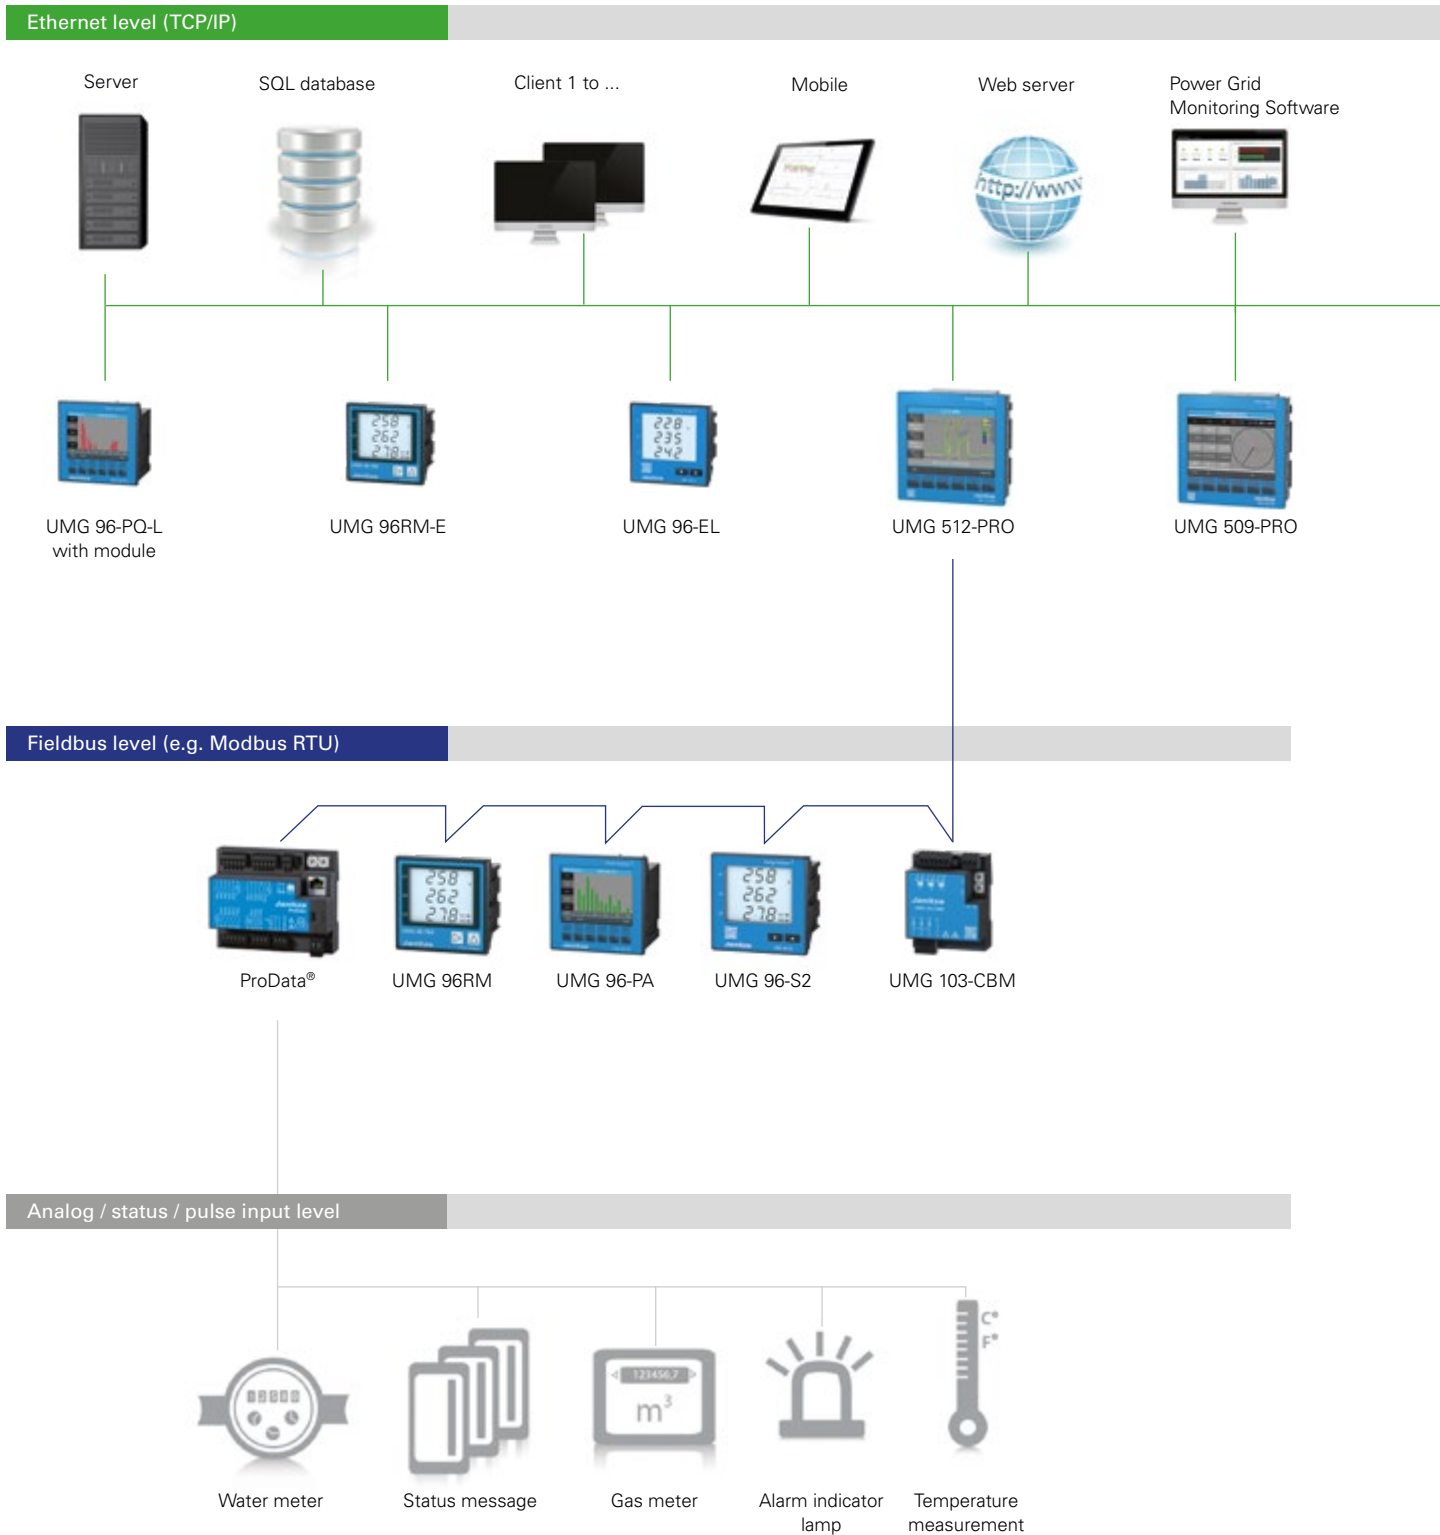 Ethernet level (TCP/IP)
Server
SQL database
Client 1 to ...
Mobile
Web server
Power Grid
Monitoring Software
http://www
258
262
278
228
235
242
UMG 96-PQ-L
with module
UMG 96RM-E
UMG 96-EL
UMG 512-PRO
UMG 509-PRO
Fieldbus level (e.g. Modbus RTU)
Janitza
258
262
278
258
262
278
Janitza
ProData®
UMG 96RM
UMG 96-PA
UMG 96-S2
UMG 103-CBM
Analog / status / pulse input level
C°
F°
123456,7
m³
Water meter
Status message
Gas meter
Alarm indicator
lamp
Temperature
measurement